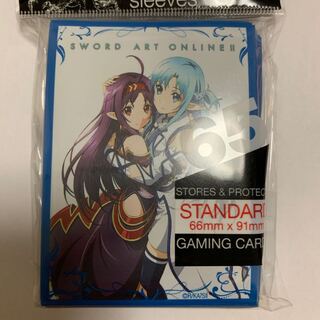 sleeves
SWORD ART ONLINE II
65
STORES & PROTEC
STANDARD
66mm x 91mm
GAMING CARD